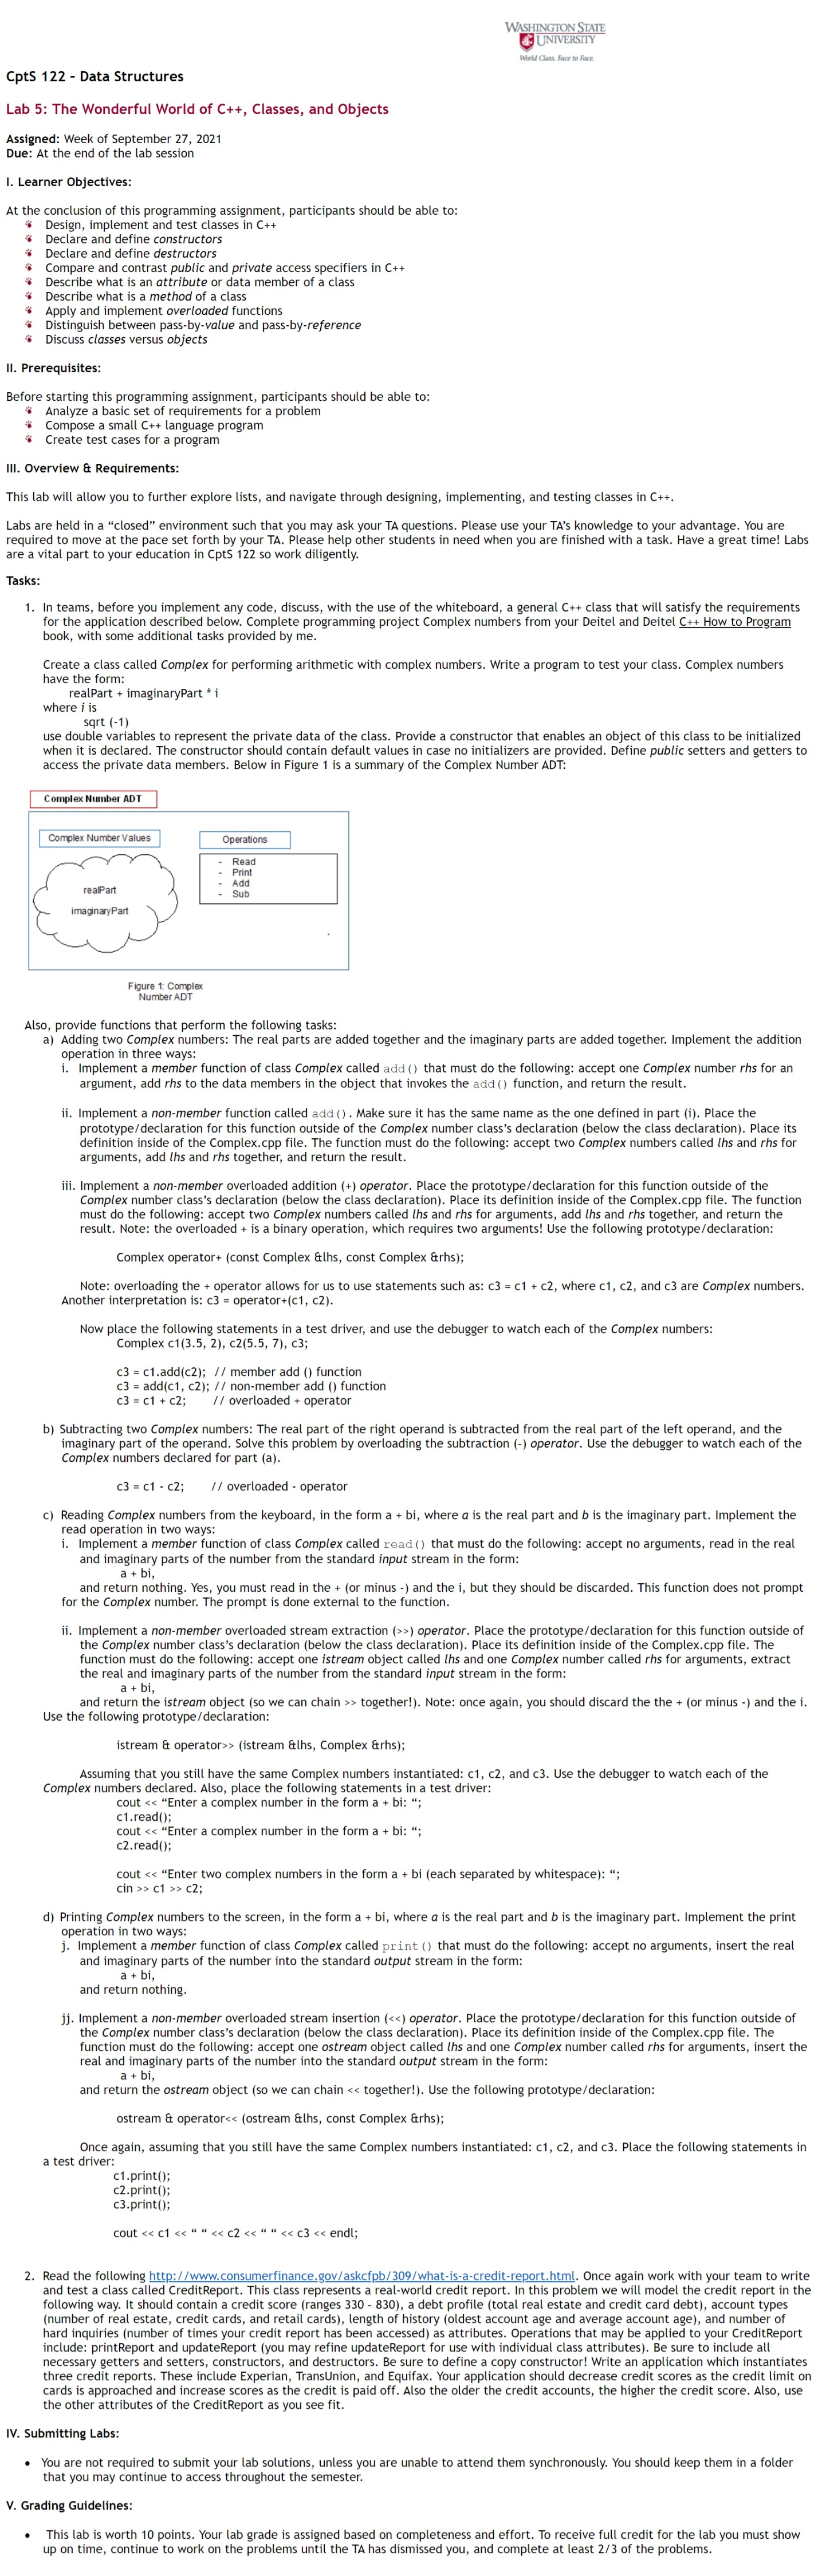 WASHINGTON STATE
UNIVERSITY
World Class. Face to Face.
CptS 122 - Data Structures
Lab 5: The Wonderful World of C++, Classes, and Objects
Assigned: Week of September 27, 2021
Due: At the end of the lab session
I. Learner Objectives:
At the conclusion of this programming assignment, participants should be able to:
Design, implement and test classes in C++
Declare and define constructors
Declare and define destructors
Compare and contrast public and private access specifiers in C++
Describe what is an attribute or data member of a class
Describe what is a method of a class
Apply and implement overloaded functions
Distinguish between pass-by-value and pass-by-reference
Discuss classes versus objects
II. Prerequisites:
Before starting this programming assignment, participants should be able to:
Analyze a basic set of requirements for a problem
Compose a small C++ language program
Create test cases for a program
III. Overview & Requirements:
This lab will allow you to further explore lists, and navigate through designing, implementing, and testing classes in C++.
Labs are held in a “closed” environment such that you may ask your TA questions. Please use your TA’s knowledge to your advantage. You are
required to move at the pace set forth by your TA. Please help other students in need when you are finished with a task. Have a great time! Labs
are a vital part to your education in CptS 122 so work diligently.
Tasks:
1. In teams, before you implement any code, discuss, with the use of the whiteboard, a general C++ class that will satisfy the requirements
for the application described below. Complete programming project Complex numbers from your Deitel and Deitel C++ How to Program
book, with some additional tasks provided by me.
Create a class called Complex for performing arithmetic with complex numbers. Write a program to test your class. Complex numbers
have the form:
realPart + imaginaryPart * i
where i is
sqrt (-1)
use double variables to represent the private data of the class. Provide a constructor that enables an object of this class to be initialized
when it is declared. The constructor should contain default values in case no initializers are provided. Define public setters and getters to
access the private data members. Below in Figure 1 is a summary of the Complex Number ADT:
Complex Number ADT
Complex Number Values
Operations
- Read
- Print
- Add
- Sub
realPart
imaginaryPart
Figure 1: Complex
Number ADT
Also, provide functions that perform the following tasks:
a) Adding two Complex numbers: The real parts are added together and the imaginary parts are added together. Implement the addition
operation in three ways:
i. Implement a member function of class Complex called add() that must do the following: accept one Complex number rhs for an
argument, add rhs to the data members in the object that invokes the add() function, and return the result.
ii. Implement a non-member function called add(). Make sure it has the same name as the one defined in part (i). Place the
prototype/declaration for this function outside of the Complex number class’s declaration (below the class declaration). Place its
definition inside of the Complex.cpp file. The function must do the following: accept two Complex numbers called lhs and rhs for
arguments, add lhs and rhs together, and return the result.
iii. Implement a non-member overloaded addition (+) operator. Place the prototype/declaration for this function outside of the
Complex number class’s declaration (below the class declaration). Place its definition inside of the Complex.cpp file. The function
must do the following: accept two Complex numbers called lhs and rhs for arguments, add lhs and rhs together, and return the
result. Note: the overloaded + is a binary operation, which requires two arguments! Use the following prototype/declaration:
Complex operator+ (const Complex &lhs, const Complex &rhs);
Note: overloading the + operator allows for us to use statements such as: c3 = c1 + c2, where c1, c2, and c3 are Complex numbers.
Another interpretation is: c3 = operator+(c1, c2).
Now place the following statements in a test driver, and use the debugger to watch each of the Complex numbers:
Complex c1(3.5, 2), c2(5.5, 7), c3;
c3 = c1.add(c2); // member add () function
c3 = add(c1, c2); // non-member add () function
c3 = c1 + c2; // overloaded + operator
b) Subtracting two Complex numbers: The real part of the right operand is subtracted from the real part of the left operand, and the
imaginary part of the operand. Solve this problem by overloading the subtraction (-) operator. Use the debugger to watch each of the
Complex numbers declared for part (a).
c3 = c1 - c2; // overloaded - operator
c) Reading Complex numbers from the keyboard, in the form a + bi, where a is the real part and b is the imaginary part. Implement the
read operation in two ways:
i. Implement a member function of class Complex called read() that must do the following: accept no arguments, read in the real
and imaginary parts of the number from the standard input stream in the form:
a + bi,
and return nothing. Yes, you must read in the + (or minus -) and the i, but they should be discarded. This function does not prompt
for the Complex number. The prompt is done external to the function.
ii. Implement a non-member overloaded stream extraction (>>) operator. Place the prototype/declaration for this function outside of
the Complex number class’s declaration (below the class declaration). Place its definition inside of the Complex.cpp file. The
function must do the following: accept one istream object called lhs and one Complex number called rhs for arguments, extract
the real and imaginary parts of the number from the standard input stream in the form:
a + bi,
and return the istream object (so we can chain >> together!). Note: once again, you should discard the the + (or minus -) and the i.
Use the following prototype/declaration:
istream & operator>> (istream &lhs, Complex &rhs);
Assuming that you still have the same Complex numbers instantiated: c1, c2, and c3. Use the debugger to watch each of the
Complex numbers declared. Also, place the following statements in a test driver:
cout << “Enter a complex number in the form a + bi: “;
c1.read();
cout << “Enter a complex number in the form a + bi: “;
c2.read();
cout << “Enter two complex numbers in the form a + bi (each separated by whitespace): “;
cin >> c1 >> c2;
d) Printing Complex numbers to the screen, in the form a + bi, where a is the real part and b is the imaginary part. Implement the print
operation in two ways:
j. Implement a member function of class Complex called print() that must do the following: accept no arguments, insert the real
and imaginary parts of the number into the standard output stream in the form:
a + bi,
and return nothing.
jj. Implement a non-member overloaded stream insertion (<<) operator. Place the prototype/declaration for this function outside of
the Complex number class’s declaration (below the class declaration). Place its definition inside of the Complex.cpp file. The
function must do the following: accept one ostream object called lhs and one Complex number called rhs for arguments, insert the
real and imaginary parts of the number into the standard output stream in the form:
a + bi,
and return the ostream object (so we can chain << together!). Use the following prototype/declaration:
ostream & operator<< (ostream &lhs, const Complex &rhs);
Once again, assuming that you still have the same Complex numbers instantiated: c1, c2, and c3. Place the following statements in
a test driver:
c1.print();
c2.print();
c3.print();
cout << c1 << “ “ << c2 << “ “ << c3 << endl;
2. Read the following http://www.consumerfinance.gov/askcfpb/309/what-is-a-credit-report.html. Once again work with your team to write
and test a class called CreditReport. This class represents a real-world credit report. In this problem we will model the credit report in the
following way. It should contain a credit score (ranges 330 - 830), a debt profile (total real estate and credit card debt), account types
(number of real estate, credit cards, and retail cards), length of history (oldest account age and average account age), and number of
hard inquiries (number of times your credit report has been accessed) as attributes. Operations that may be applied to your CreditReport
include: printReport and updateReport (you may refine updateReport for use with individual class attributes). Be sure to include all
necessary getters and setters, constructors, and destructors. Be sure to define a copy constructor! Write an application which instantiates
three credit reports. These include Experian, TransUnion, and Equifax. Your application should decrease credit scores as the credit limit on
cards is approached and increase scores as the credit is paid off. Also the older the credit accounts, the higher the credit score. Also, use
the other attributes of the CreditReport as you see fit.
IV. Submitting Labs:
• You are not required to submit your lab solutions, unless you are unable to attend them synchronously. You should keep them in a folder
that you may continue to access throughout the semester.
V. Grading Guidelines:
• This lab is worth 10 points. Your lab grade is assigned based on completeness and effort. To receive full credit for the lab you must show
up on time, continue to work on the problems until the TA has dismissed you, and complete at least 2/3 of the problems.